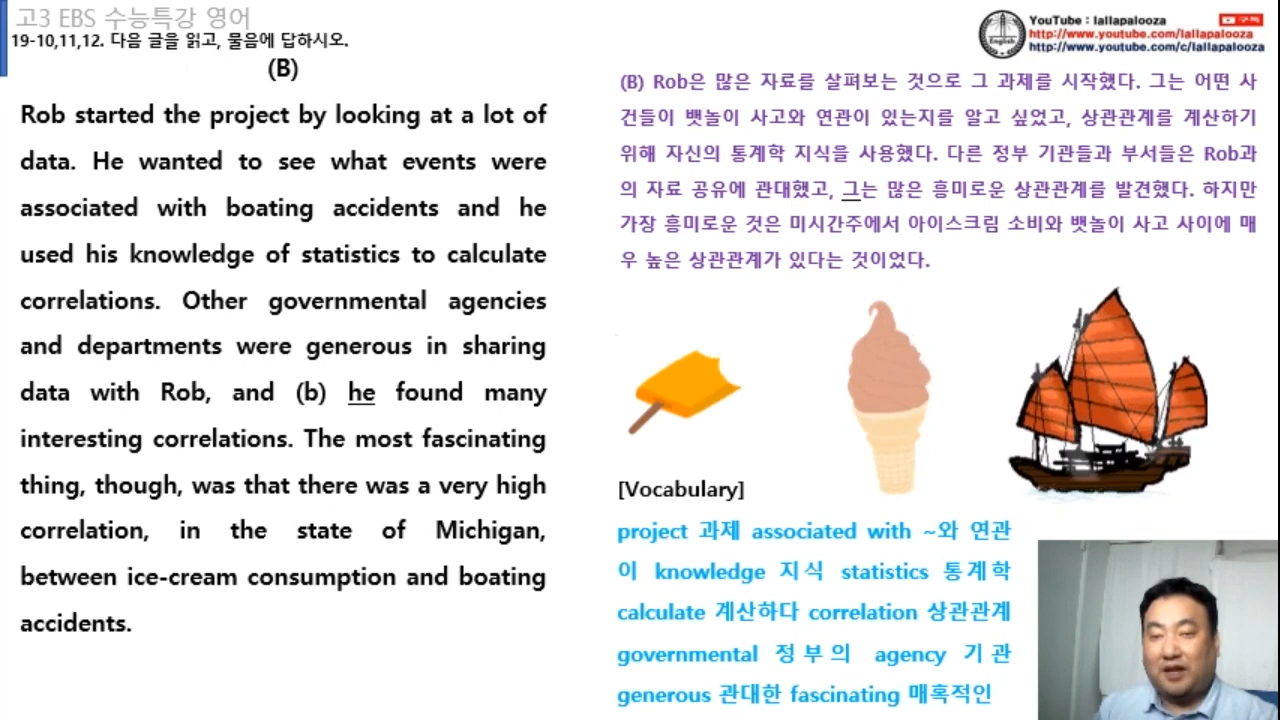 고3 EBS 수능특강 영어
19-10,11,12. 다음 글을 읽고, 물음에 답하시오.
(B)
Rob started the project by looking at a lot of
data. He wanted to see what events were
associated with boating accidents and he
used his knowledge of statistics to calculate
correlations. Other governmental agencies
and departments were generous in sharing
data with Rob, and (b) he found many
interesting correlations. The most fascinating
thing, though, was that there was a very high
correlation, in the state of Michigan,
between ice-cream consumption and boating
accidents.
YouTube : lallapalooza
구독
http://www.youtube.com/lallapalooza
http://www.youtube.com/c/lallapalooza
English
(B) Rob은 많은 자료를 살펴보는 것으로 그 과제를 시작했다. 그는 어떤 사
건들이 뱃놀이 사고와 연관이 있는지를 알고 싶었고, 상관관계를 계산하기
위해 자신의 통계학 지식을 사용했다. 다른 정부 기관들과 부서들은 Rob과
의 자료 공유에 관대했고, 그는 많은 흥미로운 상관관계를 발견했다. 하지만
가장 흥미로운 것은 미시간주에서 아이스크림 소비와 뱃놀이 사고 사이에 매
우 높은 상관관계가 있다는 것이었다.
[Vocabulary]
project 과제 associated with ~와 연관
이 knowledge 지식 statistics 통계학
calculate 계산하다 correlation 상관관계
governmental 정부의 agency 기관
generous 관대한 fascinating 매혹적인